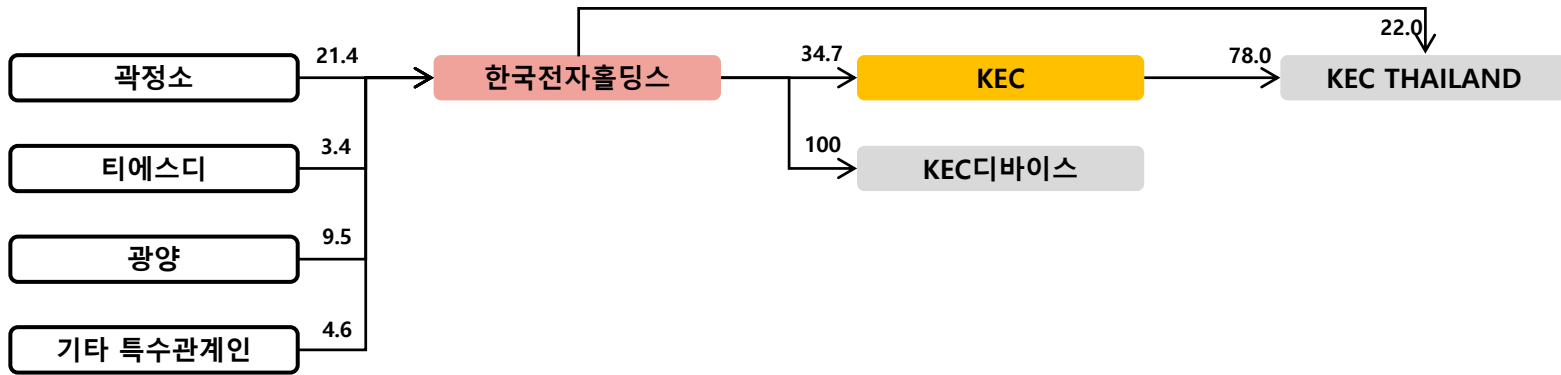 22.0
21.4
34.7
78.0
곽정소
한국전자홀딩스
KEC
KEC THAILAND
3.4
100
티에스디
KEC디바이스
9.5
광양
4.6
기타 특수관계인